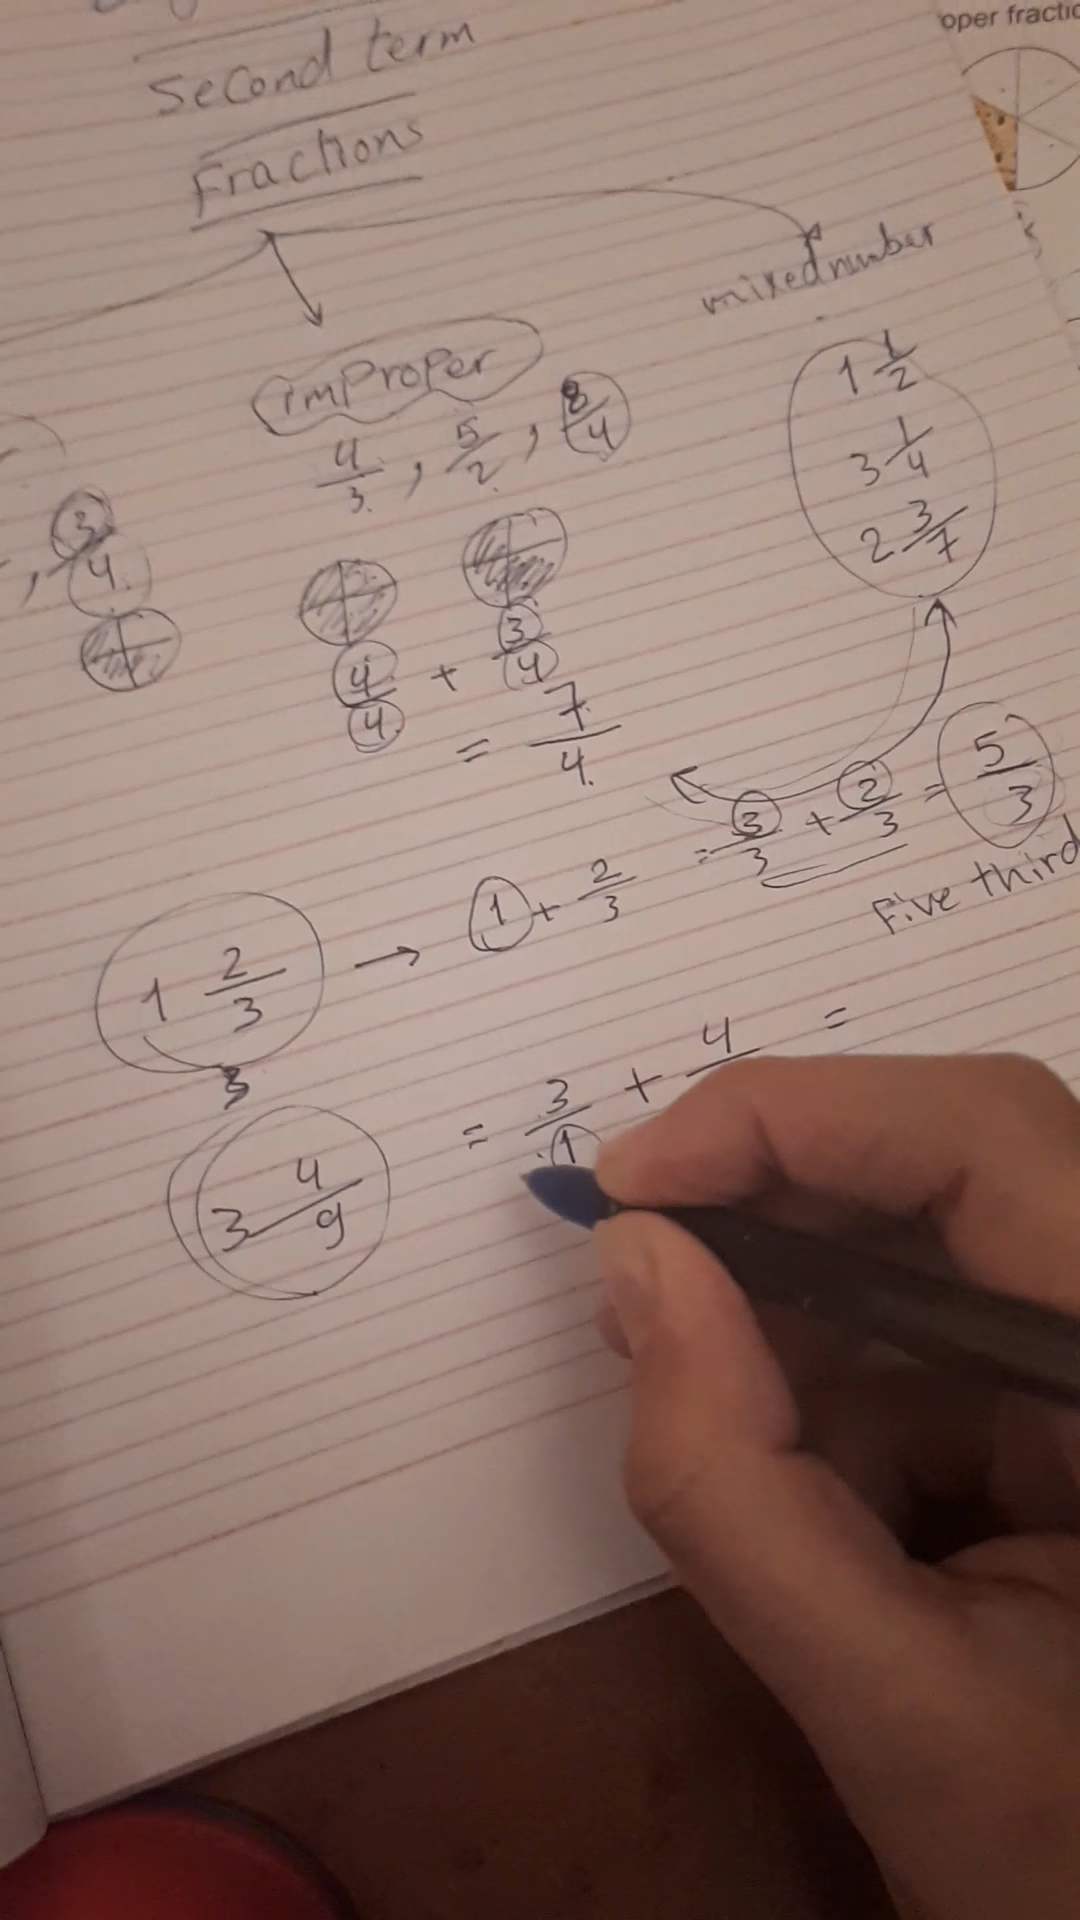 oper fractio
Second term
Fractions
mixed number
improper
4/3, 5/2, 8/4
1 1/2
3 1/4
2 3/7
, 3/4
4/4 + 3/4
= 7/4
1 2/3 → 1 + 2/3 = 3/3 + 2/3 = 5/3
Five third
3
3 4/9 = 3/1 + 4 =